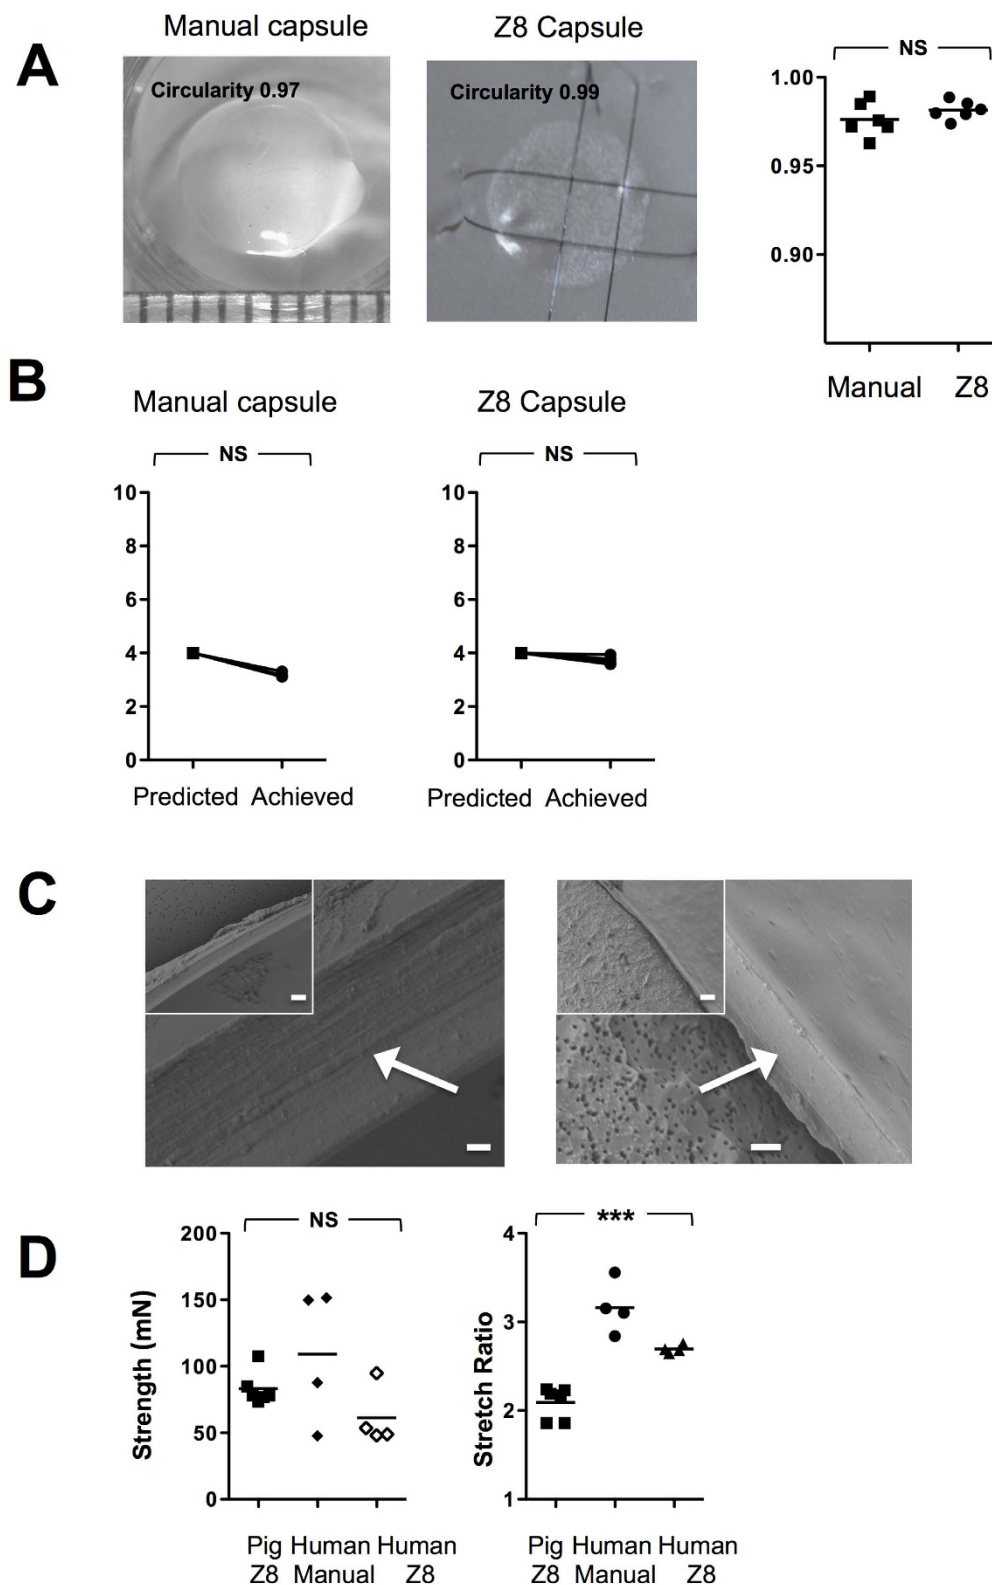 A
Manual capsule
Z8 Capsule
Circularity 0.97
Circularity 0.99
NS
1.00
0.95
0.90
Manual Z8
B
Manual capsule
Z8 Capsule
NS
NS
10
8
6
4
2
0
Predicted Achieved
10
8
6
4
2
0
Predicted Achieved
C
D
NS
200
150
100
50
0
Strength (mN)
Pig Human Human
Z8 Manual Z8
***
4
3
2
1
Stretch Ratio
Pig Human Human
Z8 Manual Z8